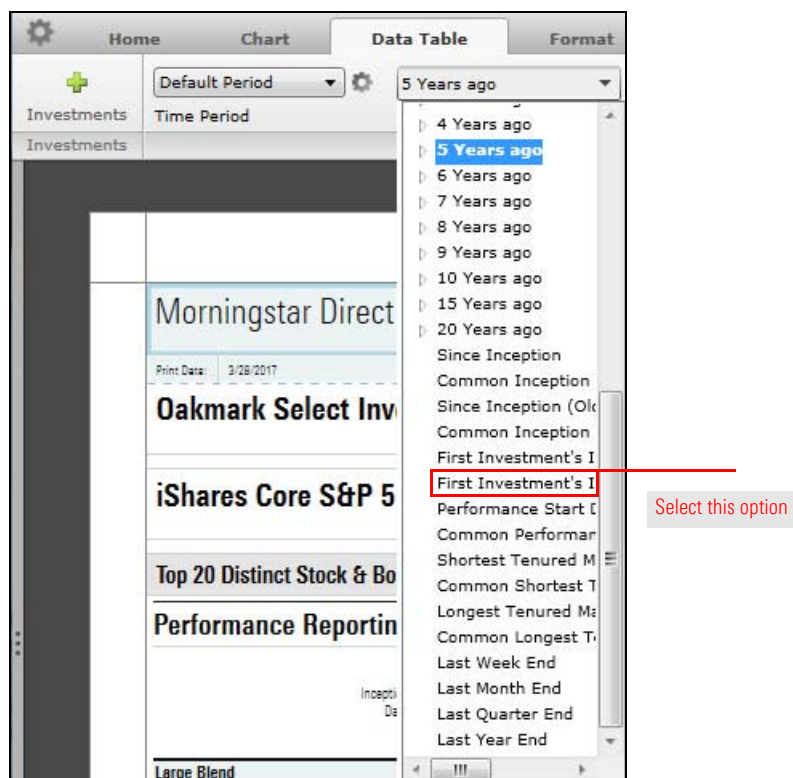 Home Chart Data Table Format
Default Period 5 Years ago
Investments Time Period
Investments
4 Years ago
5 Years ago
6 Years ago
7 Years ago
8 Years ago
9 Years ago
10 Years ago
15 Years ago
20 Years ago
Since Inception
Common Inception
Since Inception (Old
Common Inception
First Investment's I
First Investment's I
Performance Start D
Common Performan
Shortest Tenured M
Common Shortest T
Longest Tenured Ma
Common Longest Te
Last Week End
Last Month End
Last Quarter End
Last Year End
Morningstar Direct
Print Date: 3/28/2017
Oakmark Select Inv
iShares Core S&P 5
Top 20 Distinct Stock & Bo
Performance Reportin
Incepti
Da
Large Blend
Select this option